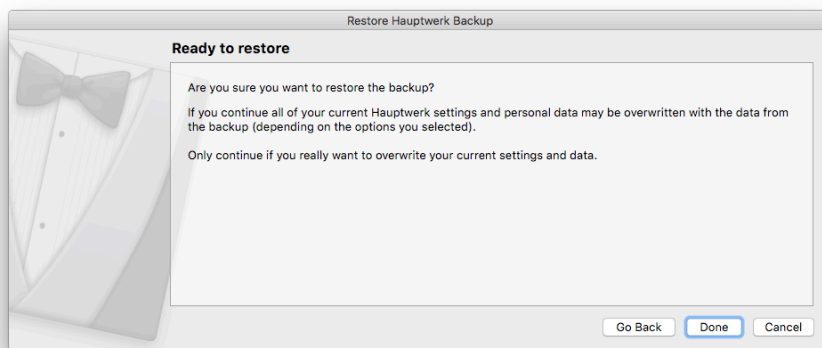 Restore Hauptwerk Backup
Ready to restore
Are you sure you want to restore the backup?
If you continue all of your current Hauptwerk settings and personal data may be overwritten with the data from
the backup (depending on the options you selected).
Only continue if you really want to overwrite your current settings and data.
Go Back Done Cancel